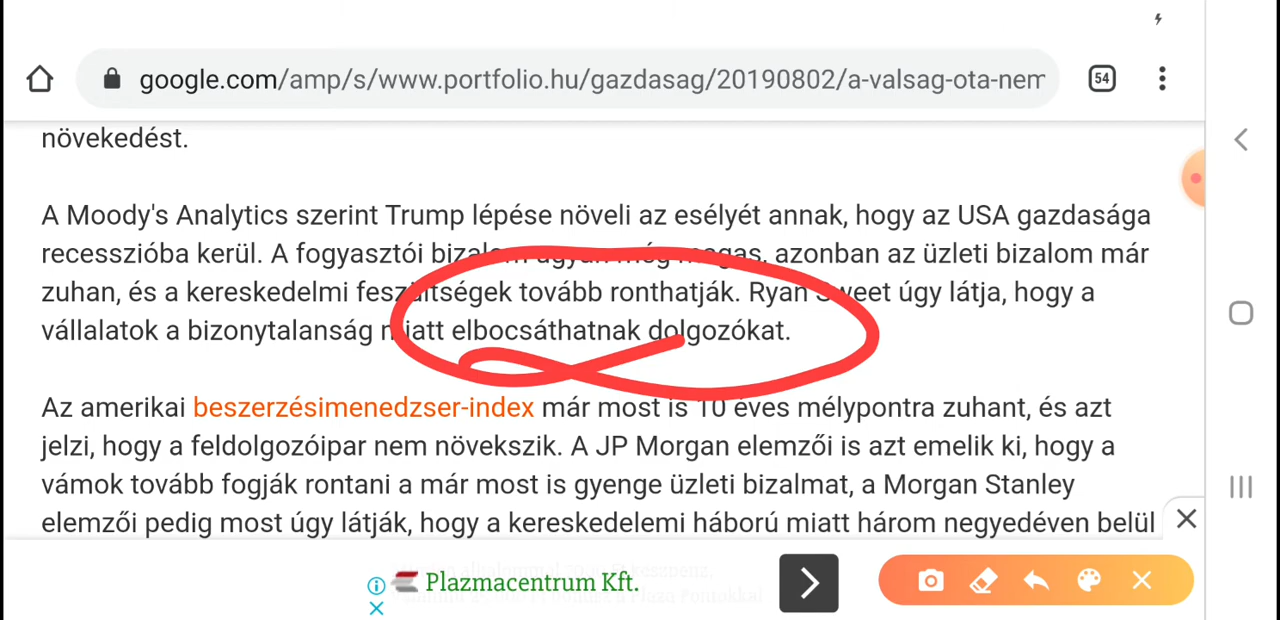 google.com/amp/s/www.portfolio.hu/gazdasag/20190802/a-valsag-ota-nem
54
növekedést.
A Moody's Analytics szerint Trump lépése növeli az esélyét annak, hogy az USA gazdasága
recesszióba kerül. A fogyasztói bizalom ugyan még magas, azonban az üzleti bizalom már
zuhan, és a kereskedelmi feszültségek tovább ronthatják. Ryan Sweet úgy látja, hogy a
vállalatok a bizonytalanság miatt elbocsáthatnak dolgozókat.
Az amerikai beszerzésimenedzser-index már most is 10 éves mélypontra zuhant, és azt
jelzi, hogy a feldolgozóipar nem növekszik. A JP Morgan elemzői is azt emelik ki, hogy a
vámok tovább fogják rontani a már most is gyenge üzleti bizalmat, a Morgan Stanley
elemzői pedig most úgy látják, hogy a kereskedelemi háború miatt három negyedéven belül
Plazmacentrum Kft.